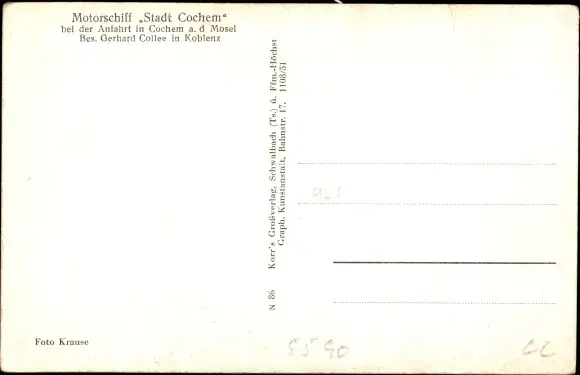 Motorschiff „Stadt Cochem“
bei der Anfahrt in Cochem a. d Mosel
Bes. Gerhard Collee in Koblenz
N 86 Korr's Großverlag, Schwalbach (Ts.) ü. Ffm.-Höchst
Graph. Kunstanstalt, Bahnstr. 17. 1108/51
Foto Krause
5590